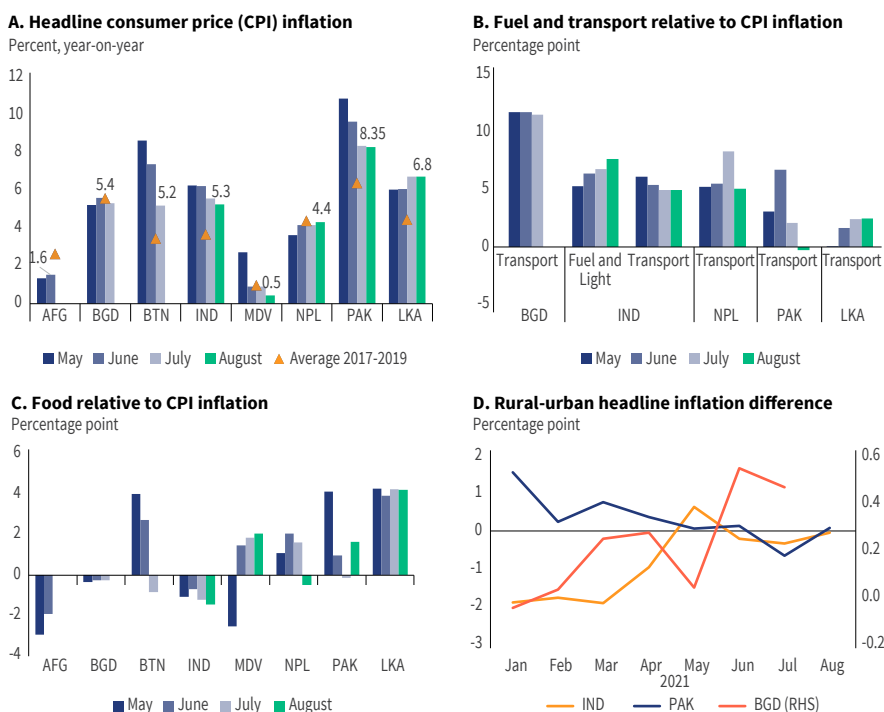 A. Headline consumer price (CPI) inflation
Percent, year-on-year
12
10
8
6
4
2
0
1.6
5.4
5.2
5.3
0.5
4.4
8.35
6.8
AFG BGD BTN IND MDV NPL PAK LKA
May June July August Average 2017-2019
B. Fuel and transport relative to CPI inflation
Percentage point
15
10
5
0
-5
Transport Fuel and Light Transport Transport Transport Transport
BGD IND NPL PAK LKA
May June July August
C. Food relative to CPI inflation
Percentage point
6
4
2
0
-2
-4
AFG BGD BTN IND MDV NPL PAK LKA
May June July August
D. Rural-urban headline inflation difference
Percentage point
2
1
0
-1
-2
-3
0.6
0.4
0.2
0.0
-0.2
Jan Feb Mar Apr May Jun Jul Aug
2021
IND PAK BGD (RHS)